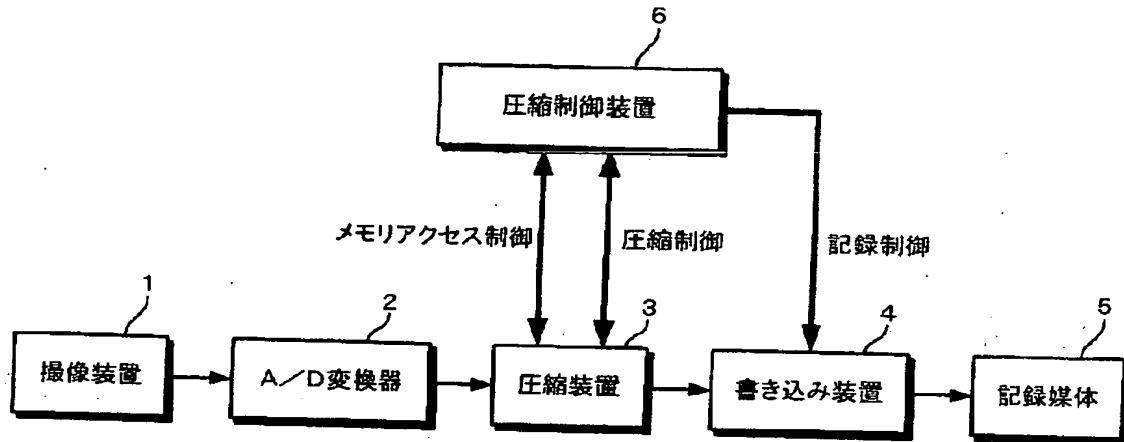 6
圧縮制御装置
メモリアクセス制御
圧縮制御
記録制御
1
撮像装置
2
A/D変換器
3
圧縮装置
4
書き込み装置
5
記録媒体